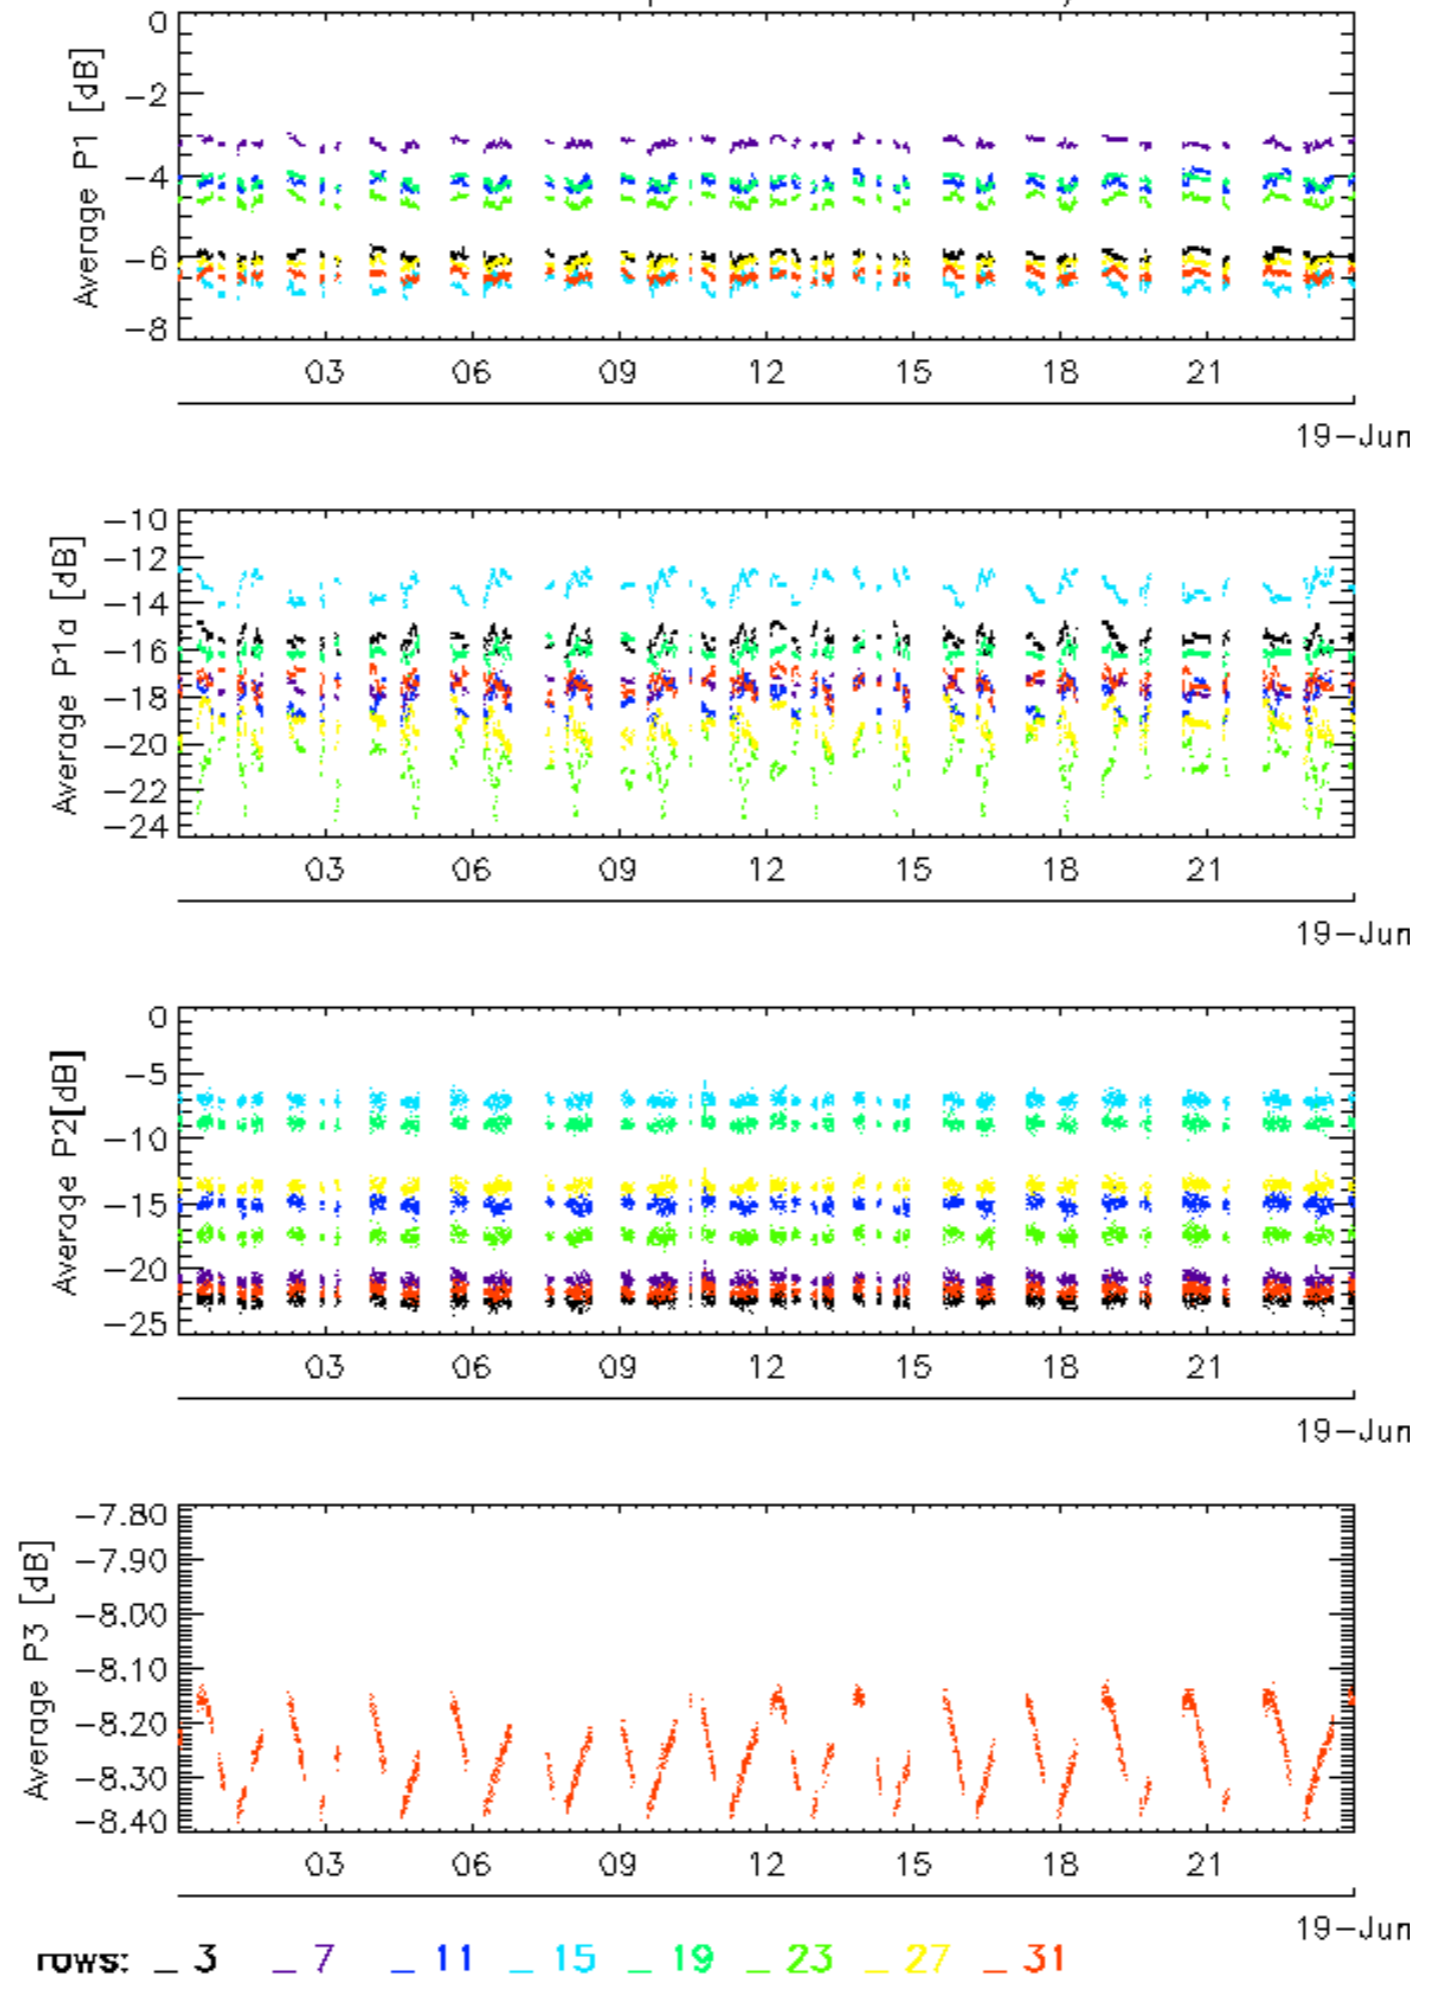 0
Average P1 [dB]
-2
-4
-6
-8
03 06 09 12 15 18 21
19-Jun
-10
Average P1a [dB]
-12
-14
-16
-18
-20
-22
-24
03 06 09 12 15 18 21
19-Jun
0
Average P2[dB]
-5
-10
-15
-20
-25
03 06 09 12 15 18 21
19-Jun
-7.80
Average P3 [dB]
-7.90
-8.00
-8.10
-8.20
-8.30
-8.40
03 06 09 12 15 18 21
19-Jun
rows: _ 3 _ 7 _ 11 _ 15 _ 19 _ 23 _ 27 _ 31